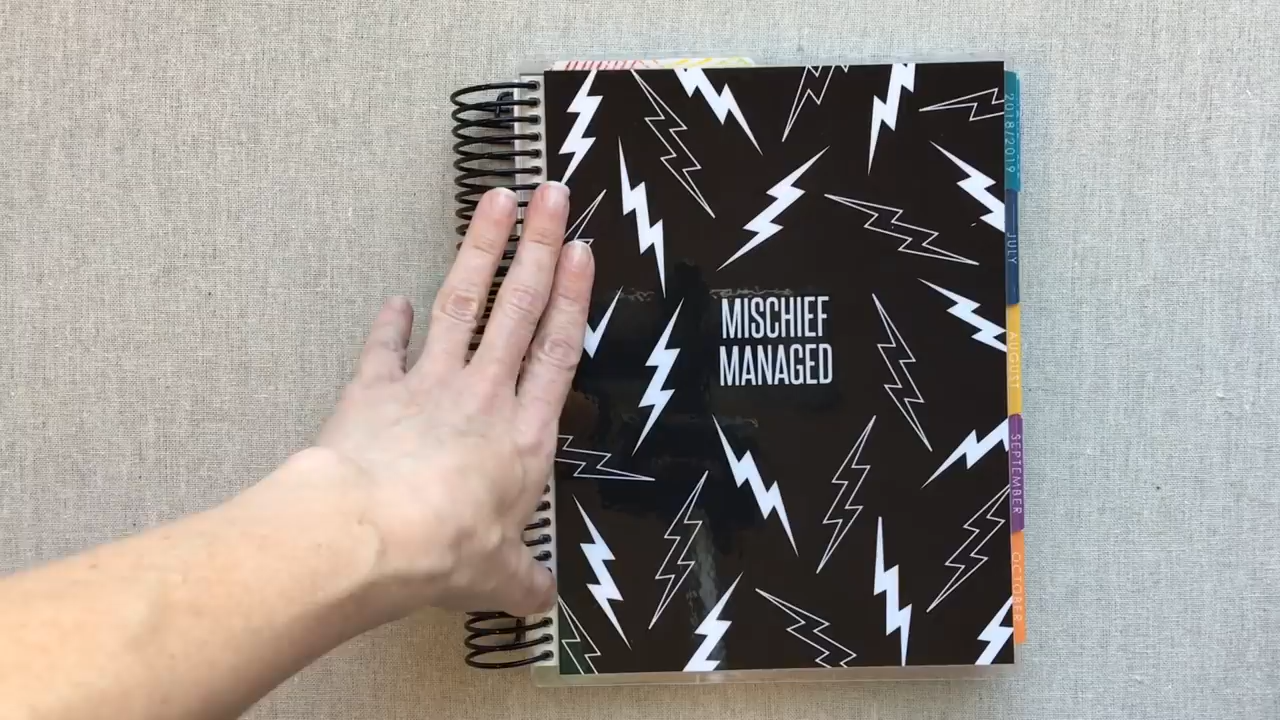 MISCHIEF
MANAGED
2018/2019
JULY
AUGUST
SEPTEMBER
OCTOBER